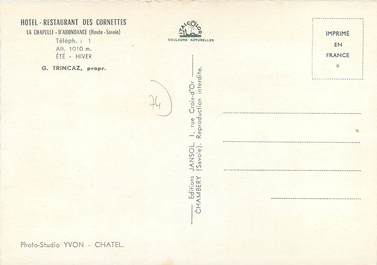 HOTEL - RESTAURANT DES CORNETTES
LA CHAPELLE - D'ABONDANCE (Haute - Savoie)
Téléph. : 1
Alt. 1010 m.
ÉTÉ - HIVER
G. TRINCAZ, propr.
74
COULEURS NATURELLES
IMPRIMÉ
EN
FRANCE
Editions JANSOL, 1, rue Croix-d'Or
CHAMBERY (Savoie). Reproduction interdite.
Photo-Studio YVON - CHATEL.